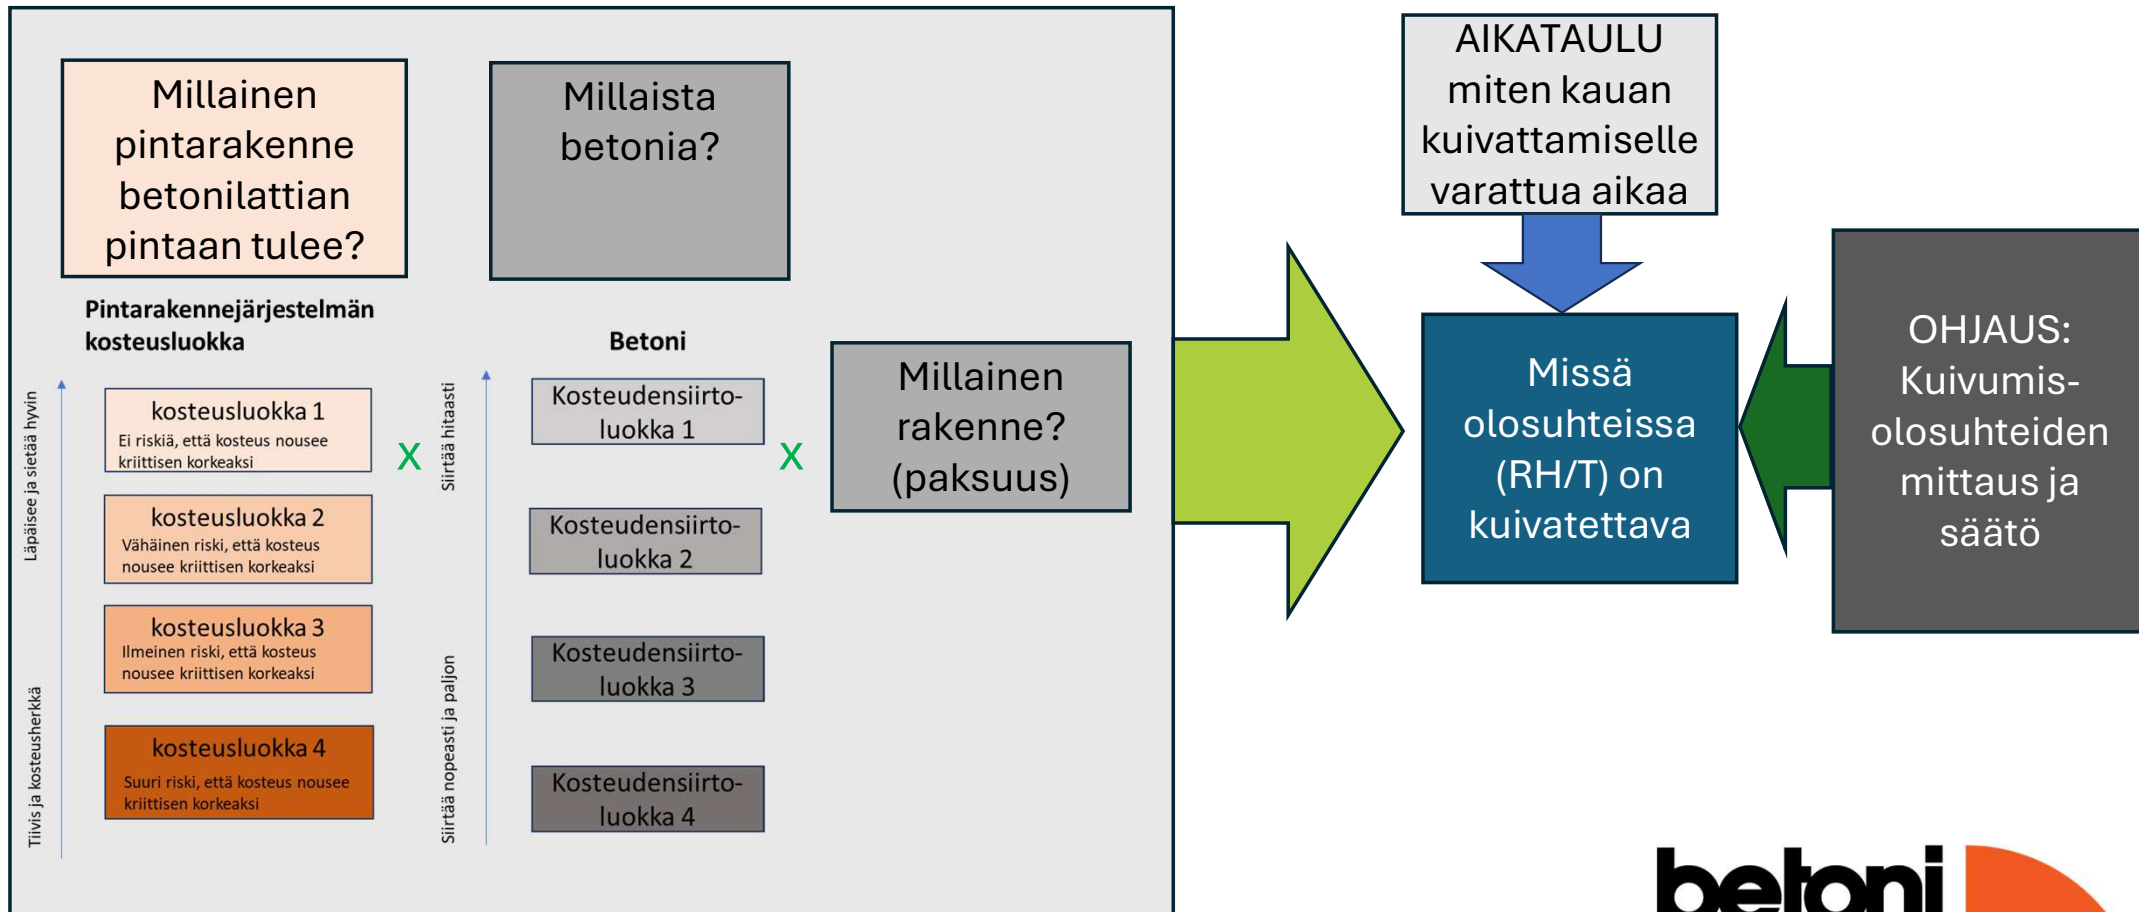 Millainen
pintarakenne
betonilattian
pintaan tulee?
Millaista
betonia?
Pintarakennejärjestelmän
kosteusluokka
Läpäisee ja sietää hyvin
Tiivis ja kosteusherkkä
kosteusluokka 1
Ei riskiä, että kosteus nousee
kriittisen korkeaksi
kosteusluokka 2
Vähäinen riski, että kosteus
nousee kriittisen korkeaksi
kosteusluokka 3
Ilmeinen riski, että kosteus
nousee kriittisen korkeaksi
kosteusluokka 4
Suuri riski, että kosteus nousee
kriittisen korkeaksi
X
Betoni
Siirtää hitaasti
Siirtää nopeasti ja paljon
Kosteudensiirto-
luokka 1
Kosteudensiirto-
luokka 2
Kosteudensiirto-
luokka 3
Kosteudensiirto-
luokka 4
X
Millainen
rakenne?
(paksuus)
AIKATAULU
miten kauan
kuivattamiselle
varattua aikaa
Missä
olosuhteissa
(RH/T) on
kuivatettava
OHJAUS:
Kuivumis-
olosuhteiden
mittaus ja
säätö
betoni